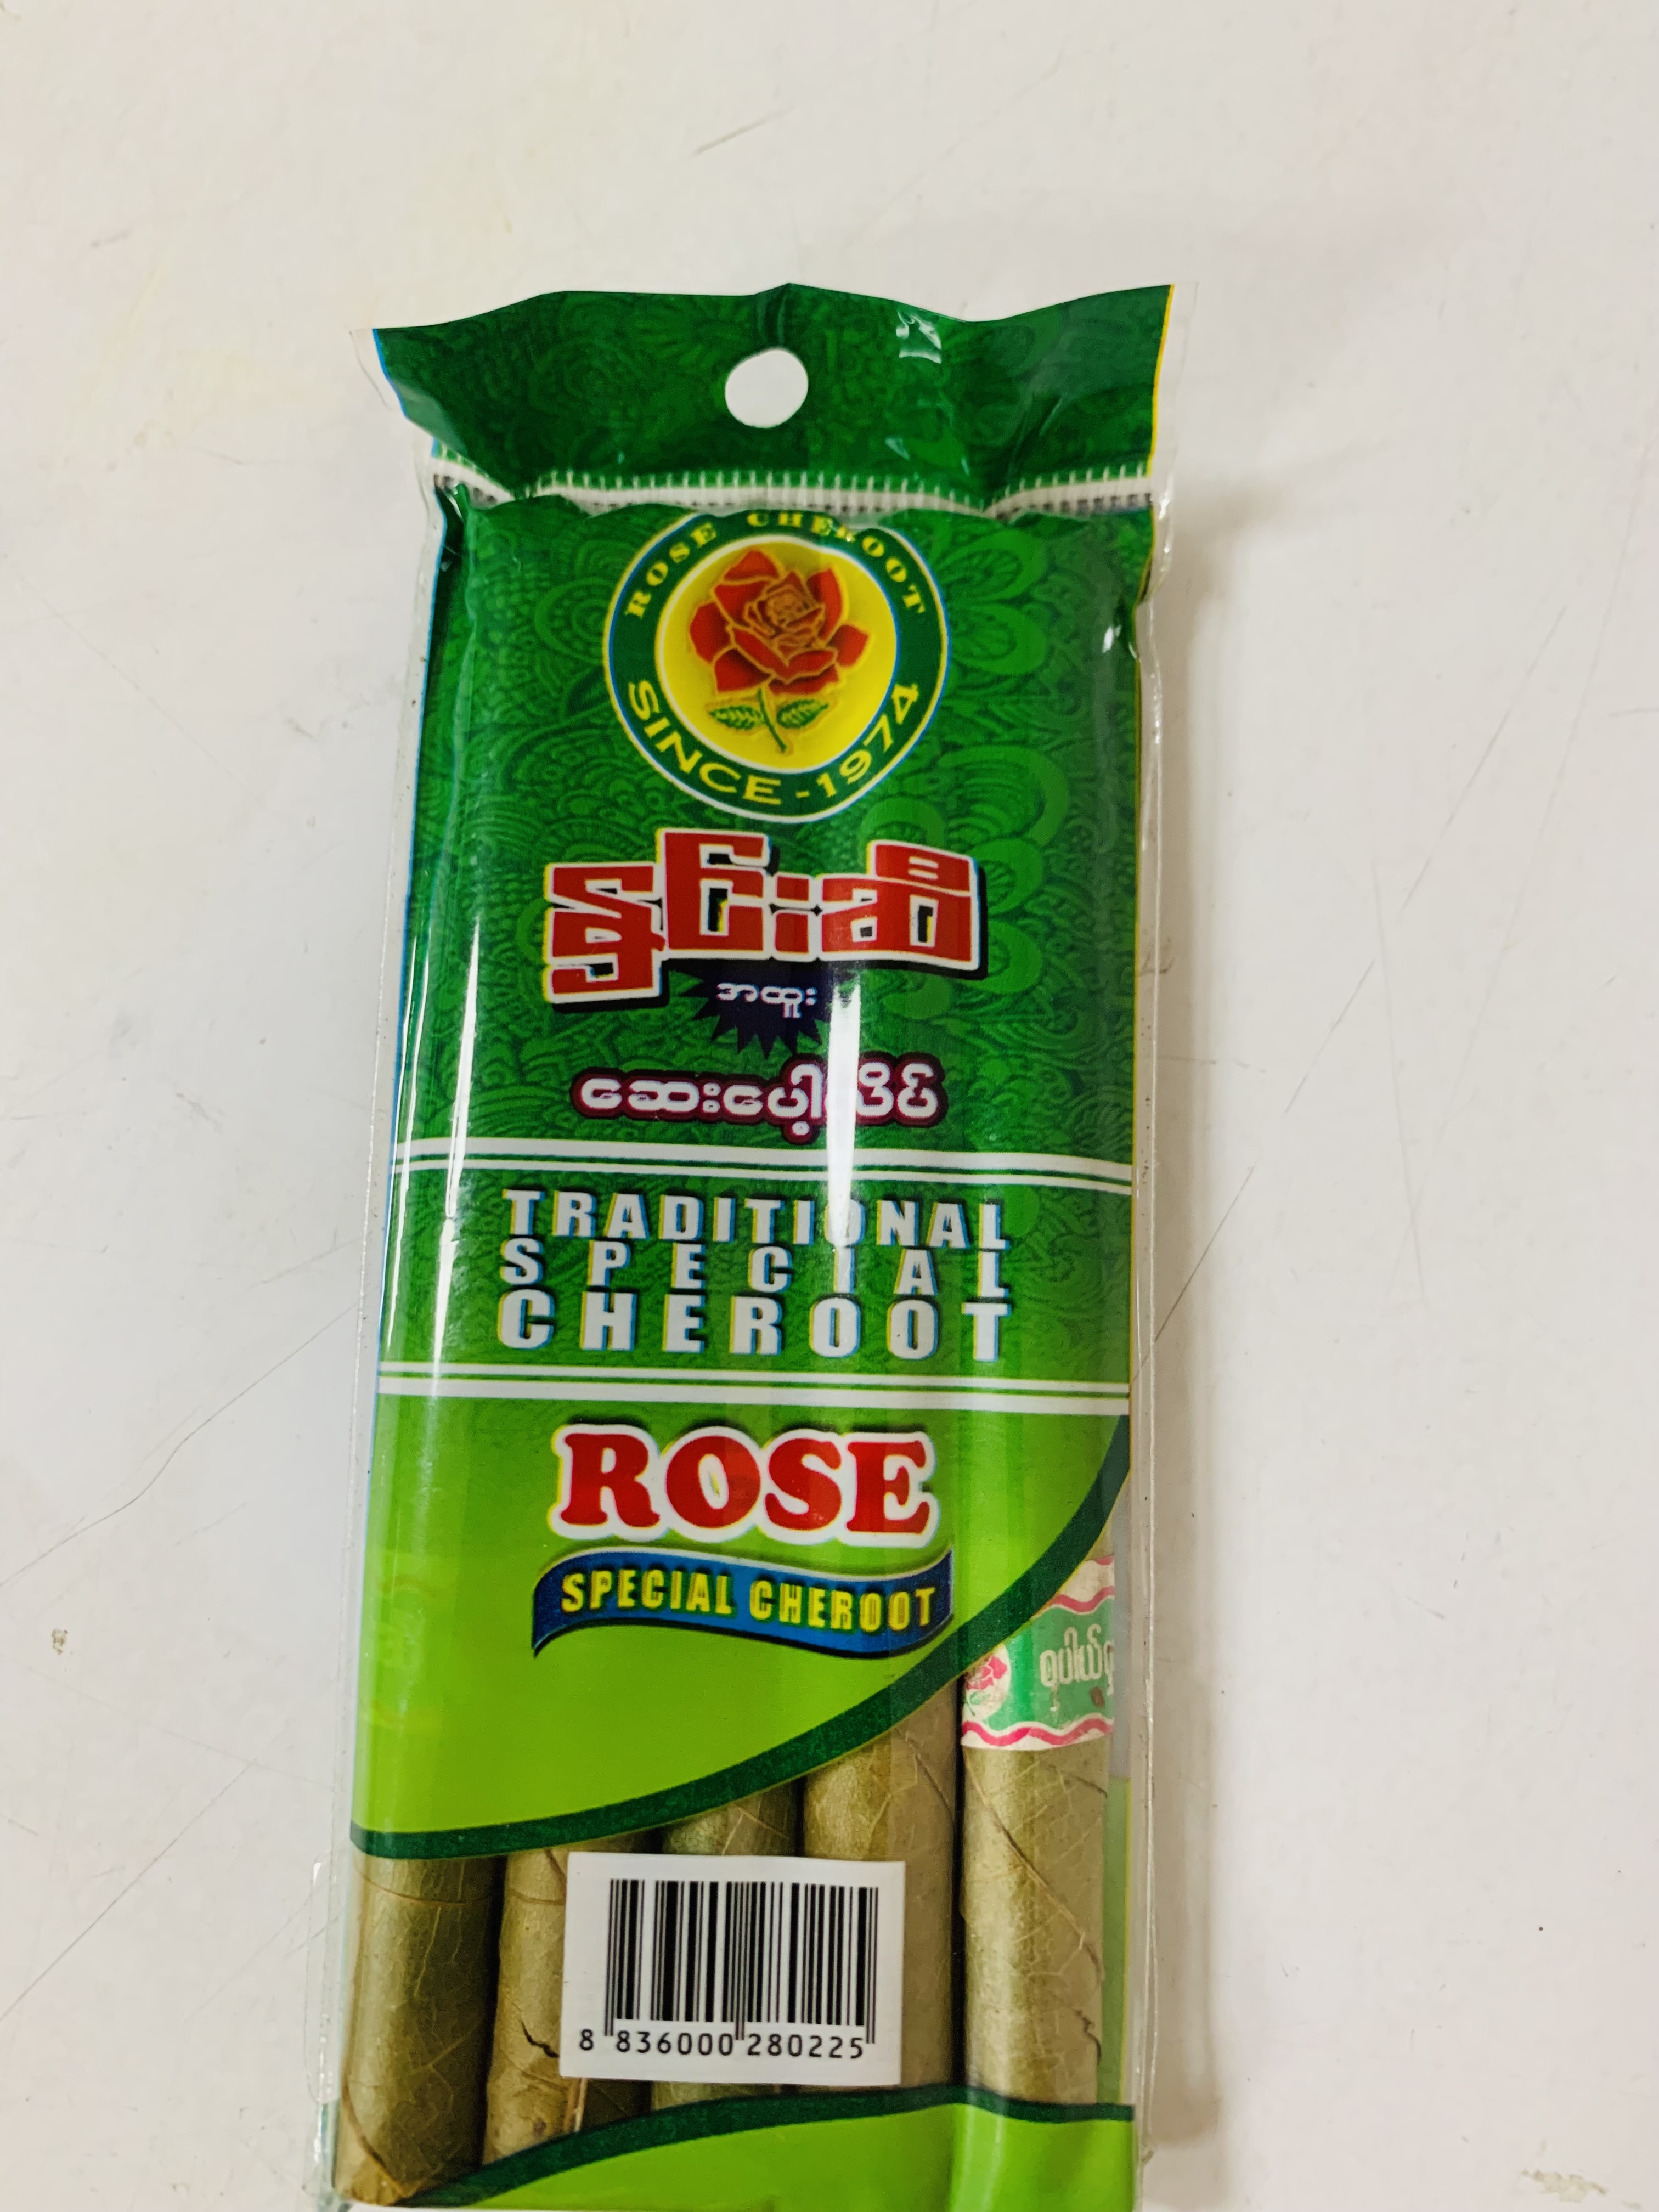 ROSE CHEROOT
SINCE - 1974
နှင်းဆီ
အထူး
ဆေးပေါ့လိပ်
TRADITIONAL
SPECIAL
CHEROOT
ROSE
SPECIAL CHEROOT
8 836000 280225